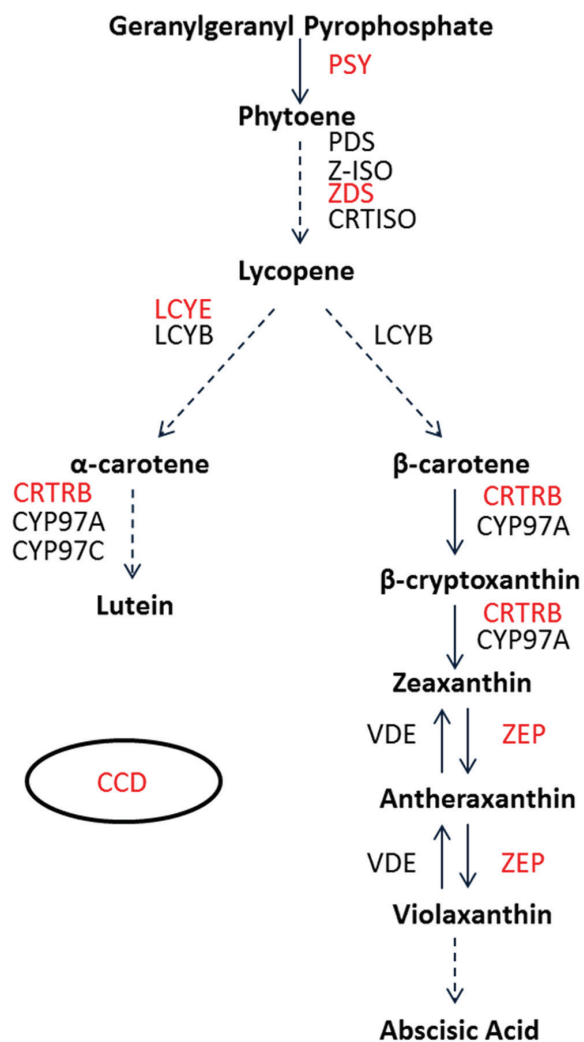 Geranylgeranyl Pyrophosphate
PSY
Phytoene
PDS
Z-ISO
ZDS
CRTISO
Lycopene
LCYE
LCYB
LCYB
α-carotene
β-carotene
CRTRB
CYP97A
CYP97C
CRTRB
CYP97A
Lutein
β-cryptoxanthin
CRTRB
CYP97A
Zeaxanthin
VDE
ZEP
CCD
Antheraxanthin
VDE
ZEP
Violaxanthin
Abscisic Acid